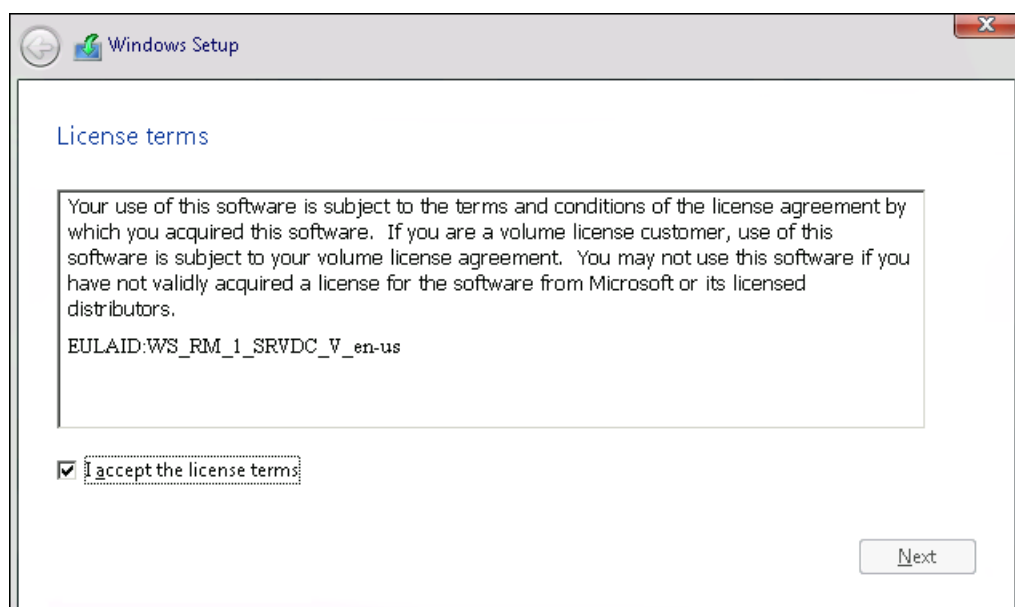 Windows Setup
License terms
Your use of this software is subject to the terms and conditions of the license agreement by
which you acquired this software.  If you are a volume license customer, use of this
software is subject to your volume license agreement.  You may not use this software if you
have not validly acquired a license for the software from Microsoft or its licensed
distributors.
EULAID:WS_RM_1_SRVDC_V_en-us
I accept the license terms
Next